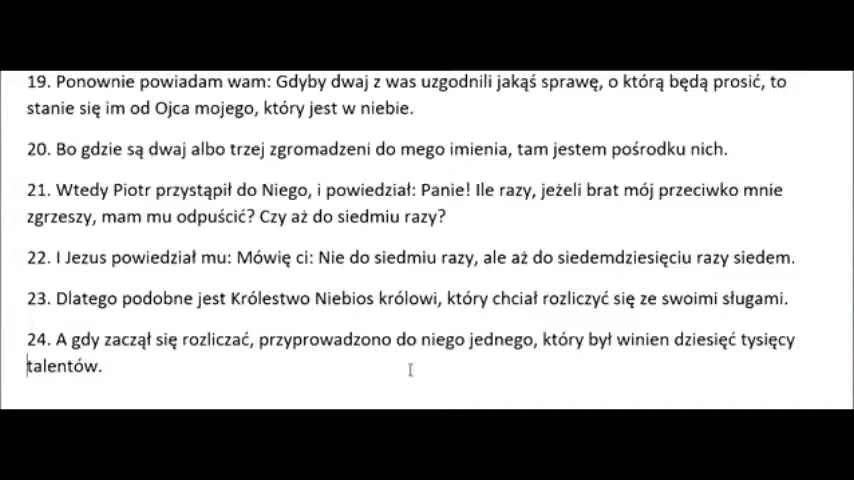 19. Ponownie powiadam wam: Gdyby dwaj z was uzgodnili jakąś sprawę, o którą będą prosić, to
stanie się im od Ojca mojego, który jest w niebie.
20. Bo gdzie są dwaj albo trzej zgromadzeni do mego imienia, tam jestem pośrodku nich.
21. Wtedy Piotr przystąpił do Niego, i powiedział: Panie! Ile razy, jeżeli brat mój przeciwko mnie
zgrzeszy, mam mu odpuścić? Czy aż do siedmiu razy?
22. I Jezus powiedział mu: Mówię ci: Nie do siedmiu razy, ale aż do siedemdziesięciu razy siedem.
23. Dlatego podobne jest Królestwo Niebios królowi, który chciał rozliczyć się ze swoimi sługami.
24. A gdy zaczął się rozliczać, przyprowadzono do niego jednego, który był winien dziesięć tysięcy
talentów.